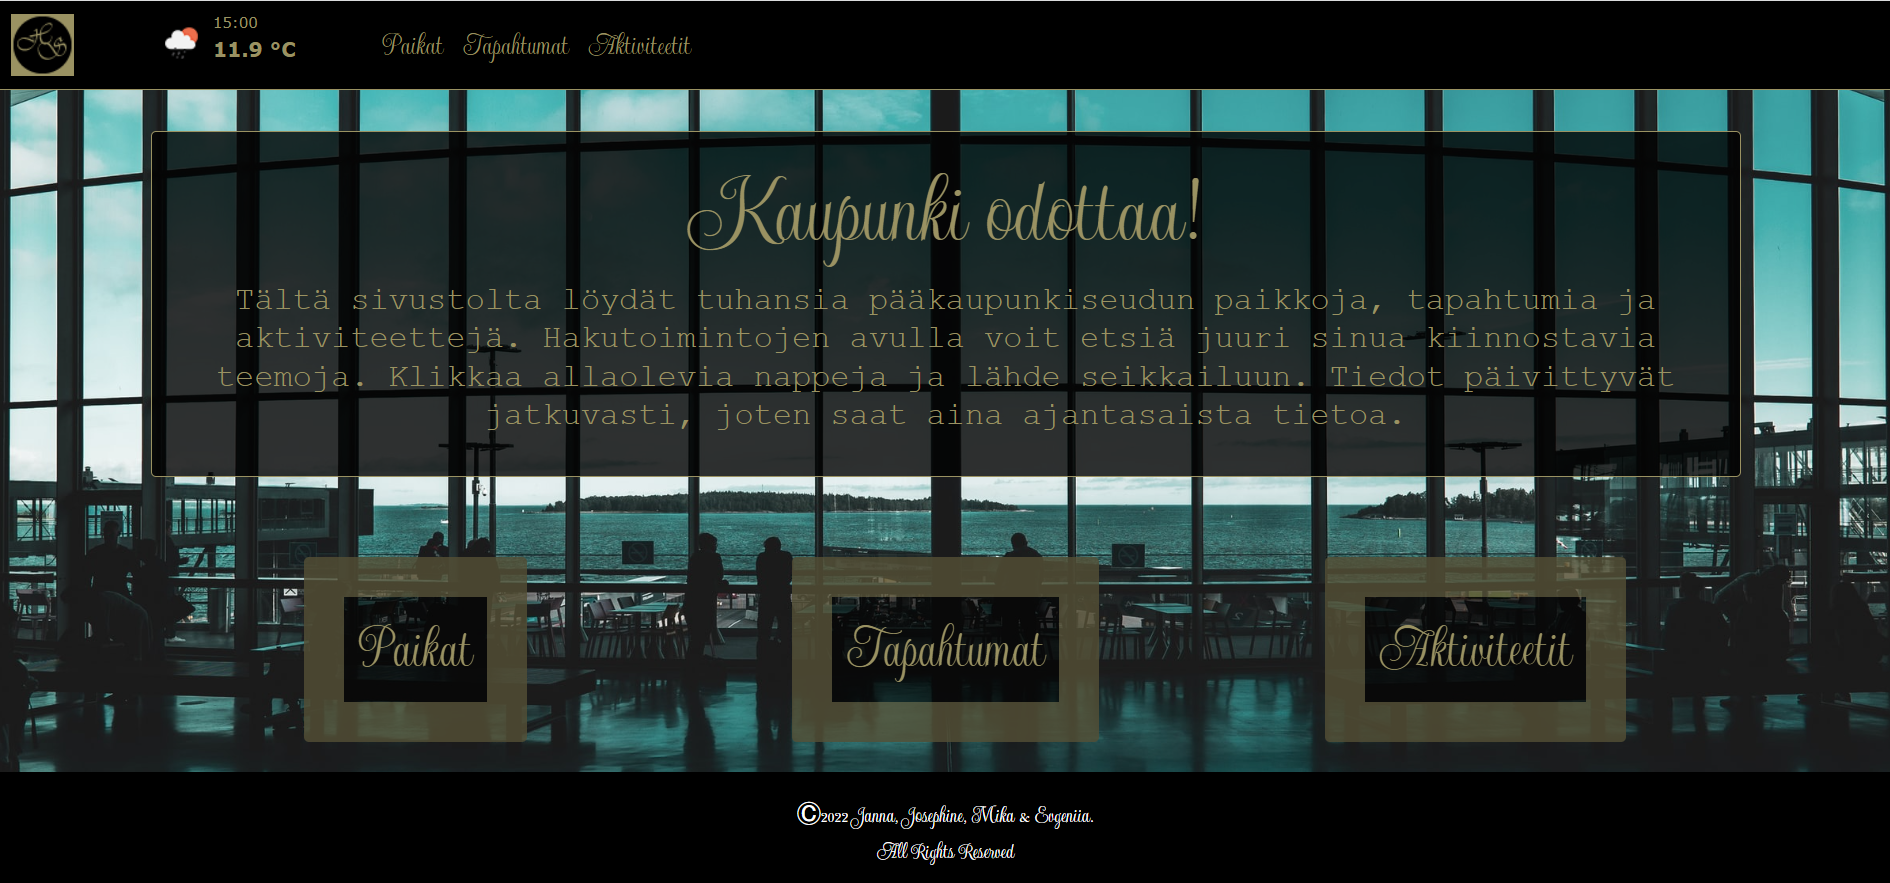 HS
15:00
11.9 °C
Paikat Tapahtumat Aktiviteetit
Kaupunki odottaa!
Tältä sivustolta löydät tuhansia pääkaupunkiseudun paikkoja, tapahtumia ja
aktiviteettejä. Hakutoimintojen avulla voit etsiä juuri sinua kiinnostavia
teemoja. Klikkaa allaolevia nappeja ja lähde seikkailuun. Tiedot päivittyvät
jatkuvasti, joten saat aina ajantasaista tietoa.
Paikat
Tapahtumat
Aktiviteetit
©2022 Janna, Josephine, Mika & Evgeniia.
All Rights Reserved